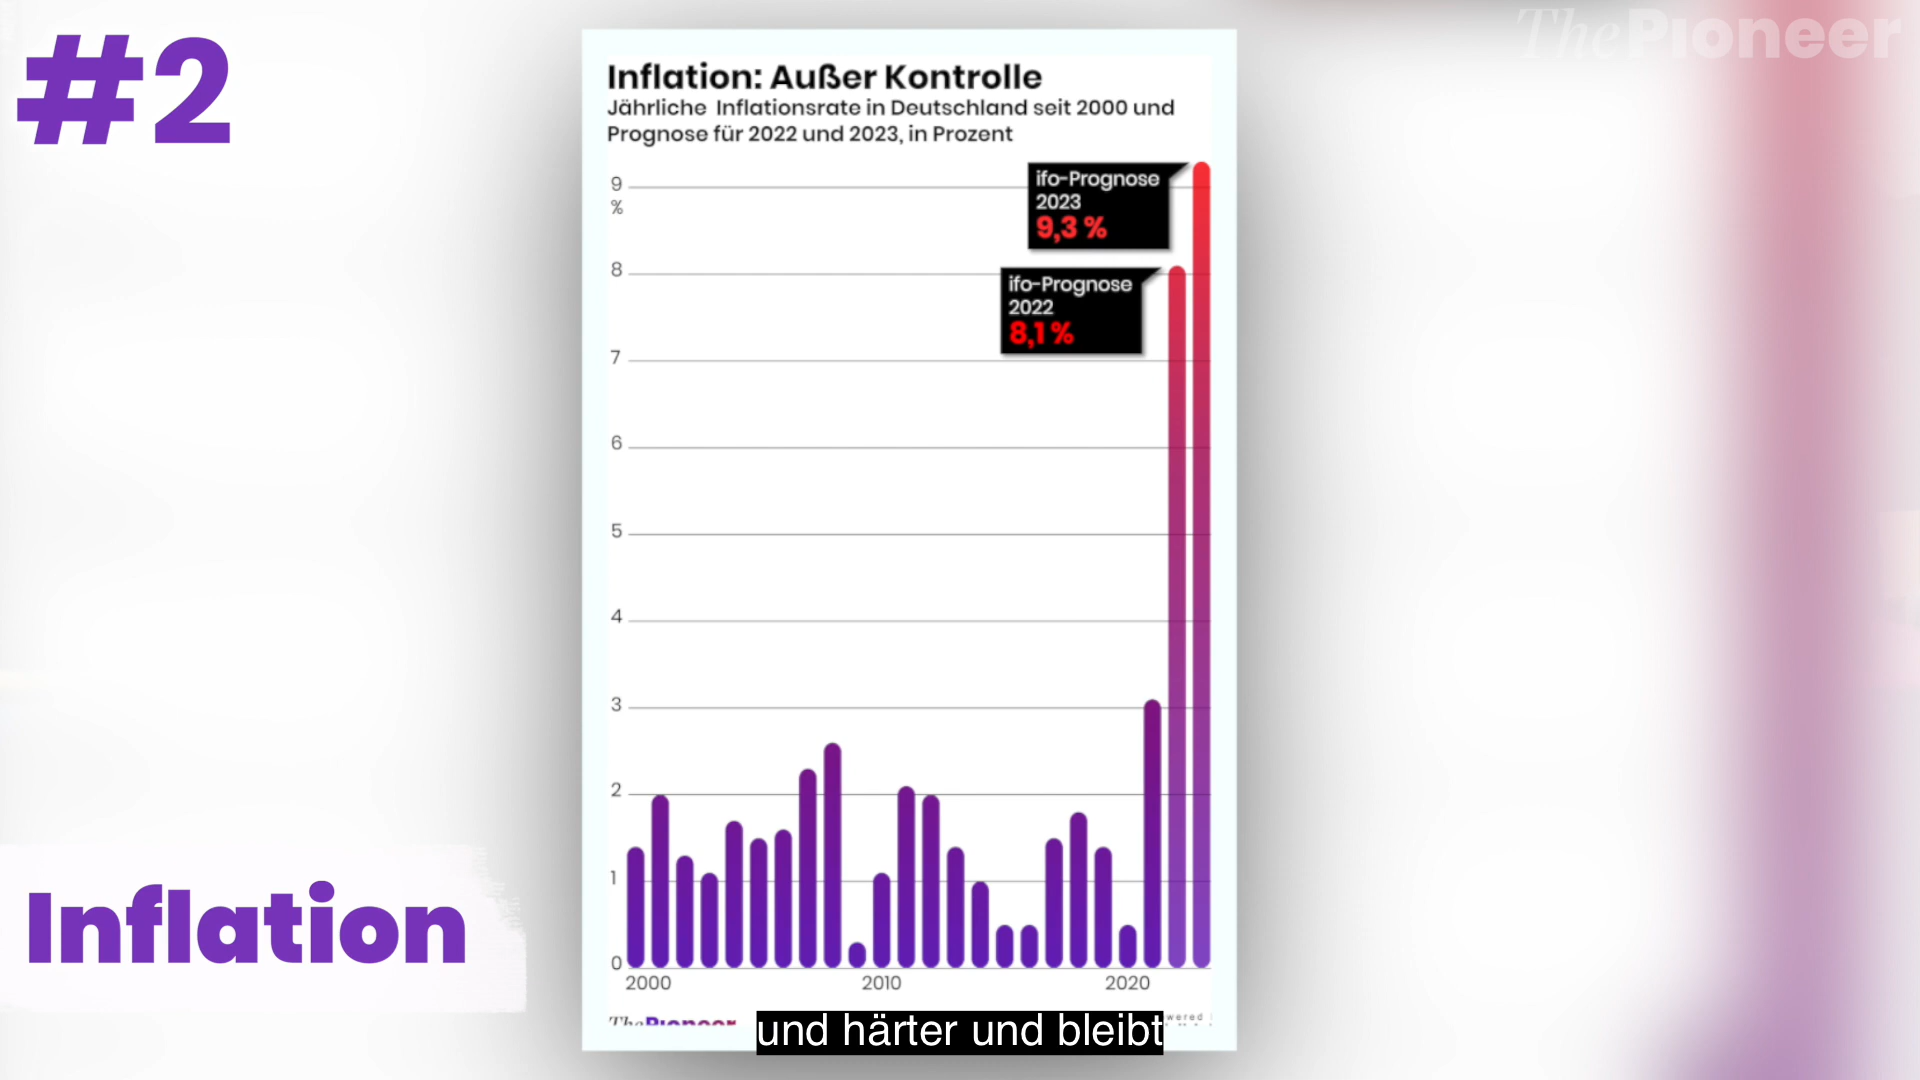 #2
The Pioneer
Inflation: Außer Kontrolle
Jährliche Inflationsrate in Deutschland seit 2000 und
Prognose für 2022 und 2023, in Prozent
9
%
ifo-Prognose
2023
9,3 %
8
ifo-Prognose
2022
8,1 %
7
6
5
4
3
2
1
0
2000
2010
2020
Inflation
ThePioneer
und härter und bleibt